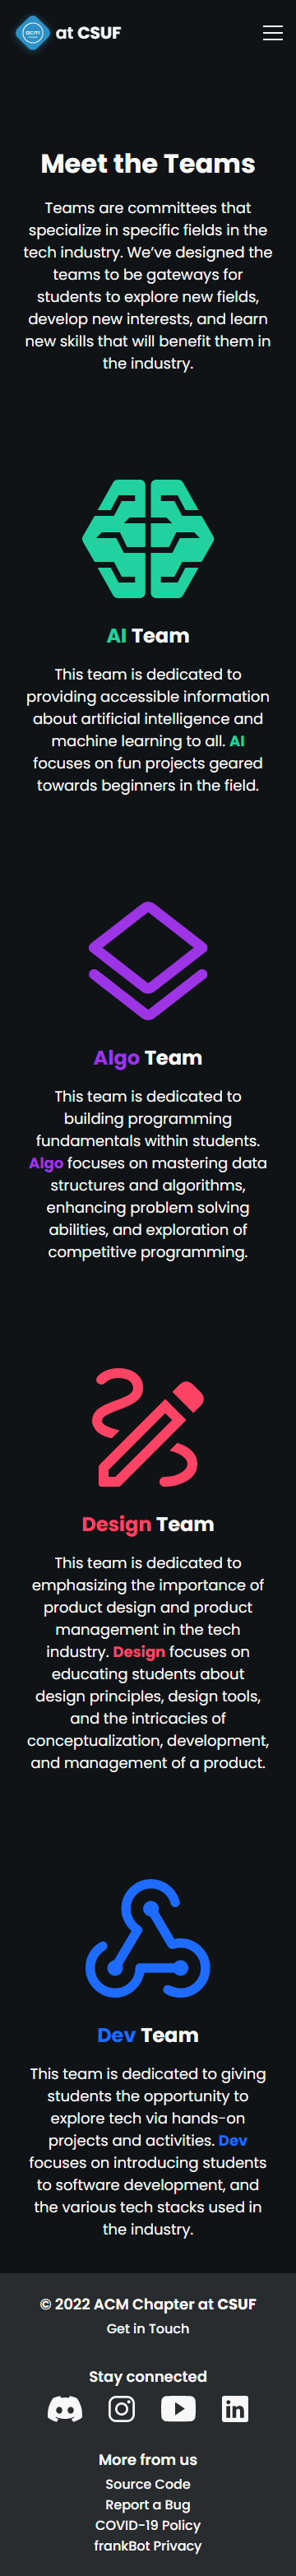 acm
at CSUF
Meet the Teams
Teams are committees that
specialize in specific fields in the
tech industry. We’ve designed the
teams to be gateways for
students to explore new fields,
develop new interests, and learn
new skills that will benefit them in
the industry.
AI Team
This team is dedicated to
providing accessible information
about artificial intelligence and
machine learning to all. AI
focuses on fun projects geared
towards beginners in the field.
Algo Team
This team is dedicated to
building programming
fundamentals within students.
Algo focuses on mastering data
structures and algorithms,
enhancing problem solving
abilities, and exploration of
competitive programming.
Design Team
This team is dedicated to
emphasizing the importance of
product design and product
management in the tech
industry. Design focuses on
educating students about
design principles, design tools,
and the intricacies of
conceptualization, development,
and management of a product.
Dev Team
This team is dedicated to giving
students the opportunity to
explore tech via hands-on
projects and activities. Dev
focuses on introducing students
to software development, and
the various tech stacks used in
the industry.
© 2022 ACM Chapter at CSUF
Get in Touch
Stay connected
in
More from us
Source Code
Report a Bug
COVID-19 Policy
frankBot Privacy